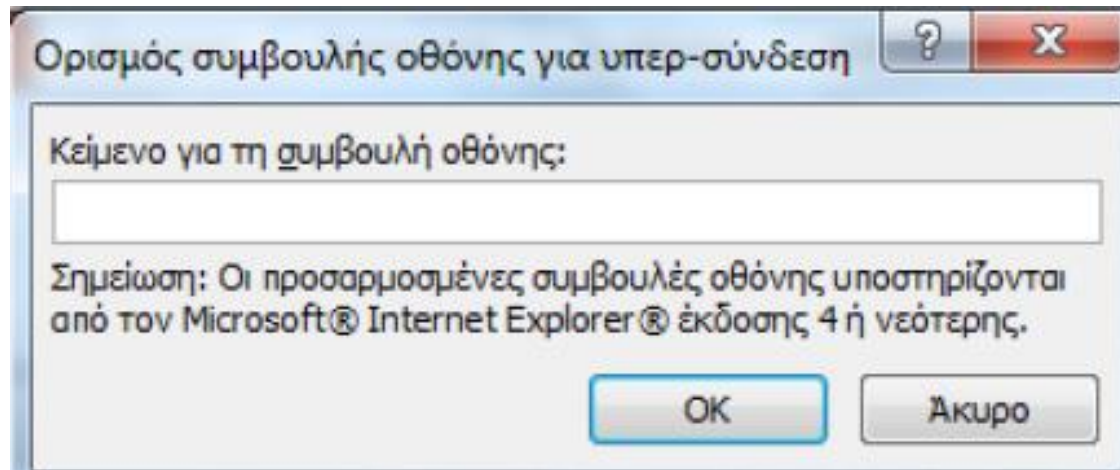 Ορισμός συμβουλής οθόνης για υπερ-σύνδεση
Κείμενο για τη συμβουλή οθόνης:
Σημείωση: Οι προσαρμοσμένες συμβουλές οθόνης υποστηρίζονται
από τον Microsoft® Internet Explorer® έκδοσης 4 ή νεότερης.
OK Άκυρο